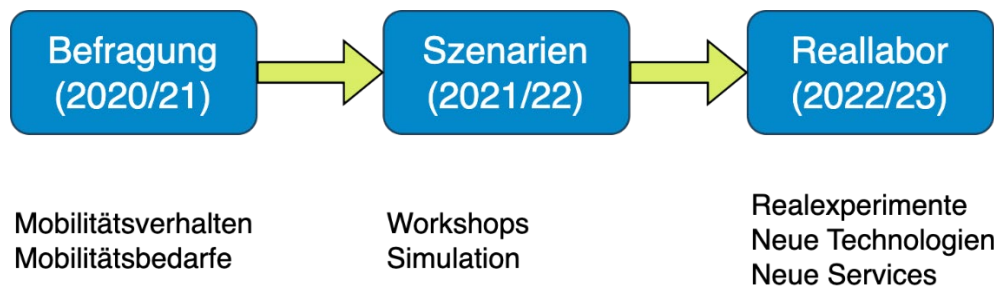 Befragung
(2020/21)
Szenarien
(2021/22)
Reallabor
(2022/23)
Mobilitätsverhalten
Mobilitätsbedarfe
Workshops
Simulation
Realexperimente
Neue Technologien
Neue Services